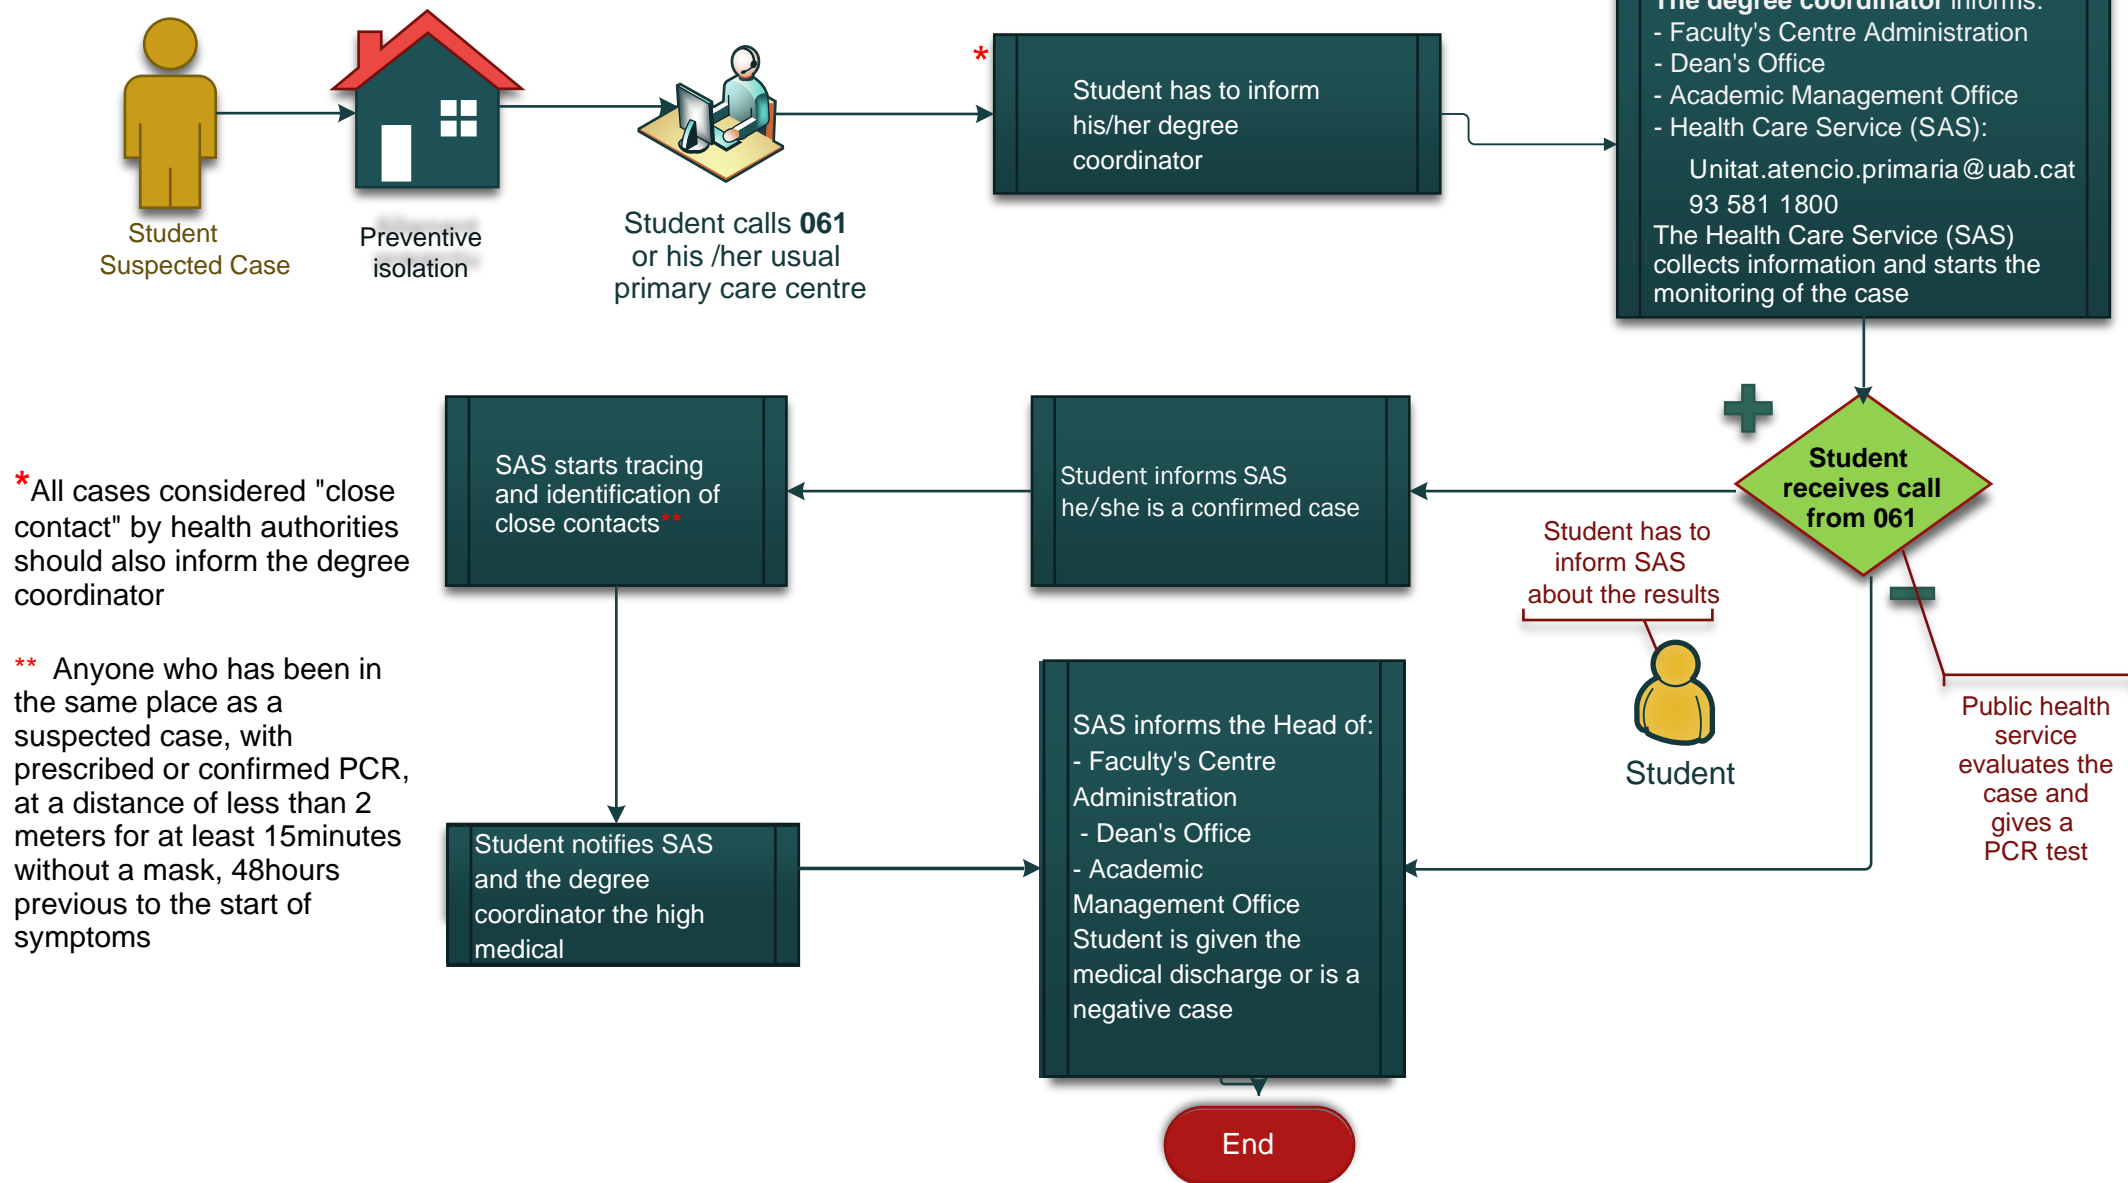 Student
Suspected Case
Preventive
isolation
Student calls 061
or his /her usual
primary care centre
*
Student has to inform
his/her degree
coordinator
The degree coordinator informs:
- Faculty's Centre Administration
- Dean's Office
- Academic Management Office
- Health Care Service (SAS):
Unitat.atencio.primaria@uab.cat
93 581 1800
The Health Care Service (SAS)
collects information and starts the
monitoring of the case
Student
receives call
from 061
Student informs SAS
he/she is a confirmed case
SAS starts tracing
and identification of
close contacts**
*All cases considered "close
contact" by health authorities
should also inform the degree
coordinator
** Anyone who has been in
the same place as a
suspected case, with
prescribed or confirmed PCR,
at a distance of less than 2
meters for at least 15minutes
without a mask, 48hours
previous to the start of
symptoms
Student has to
inform SAS
about the results
Student
Public health
service
evaluates the
case and
gives a
PCR test
Student notifies SAS
and the degree
coordinator the high
medical
SAS informs the Head of:
- Faculty's Centre
Administration
- Dean's Office
- Academic
Management Office
Student is given the
medical discharge or is a
negative case
End